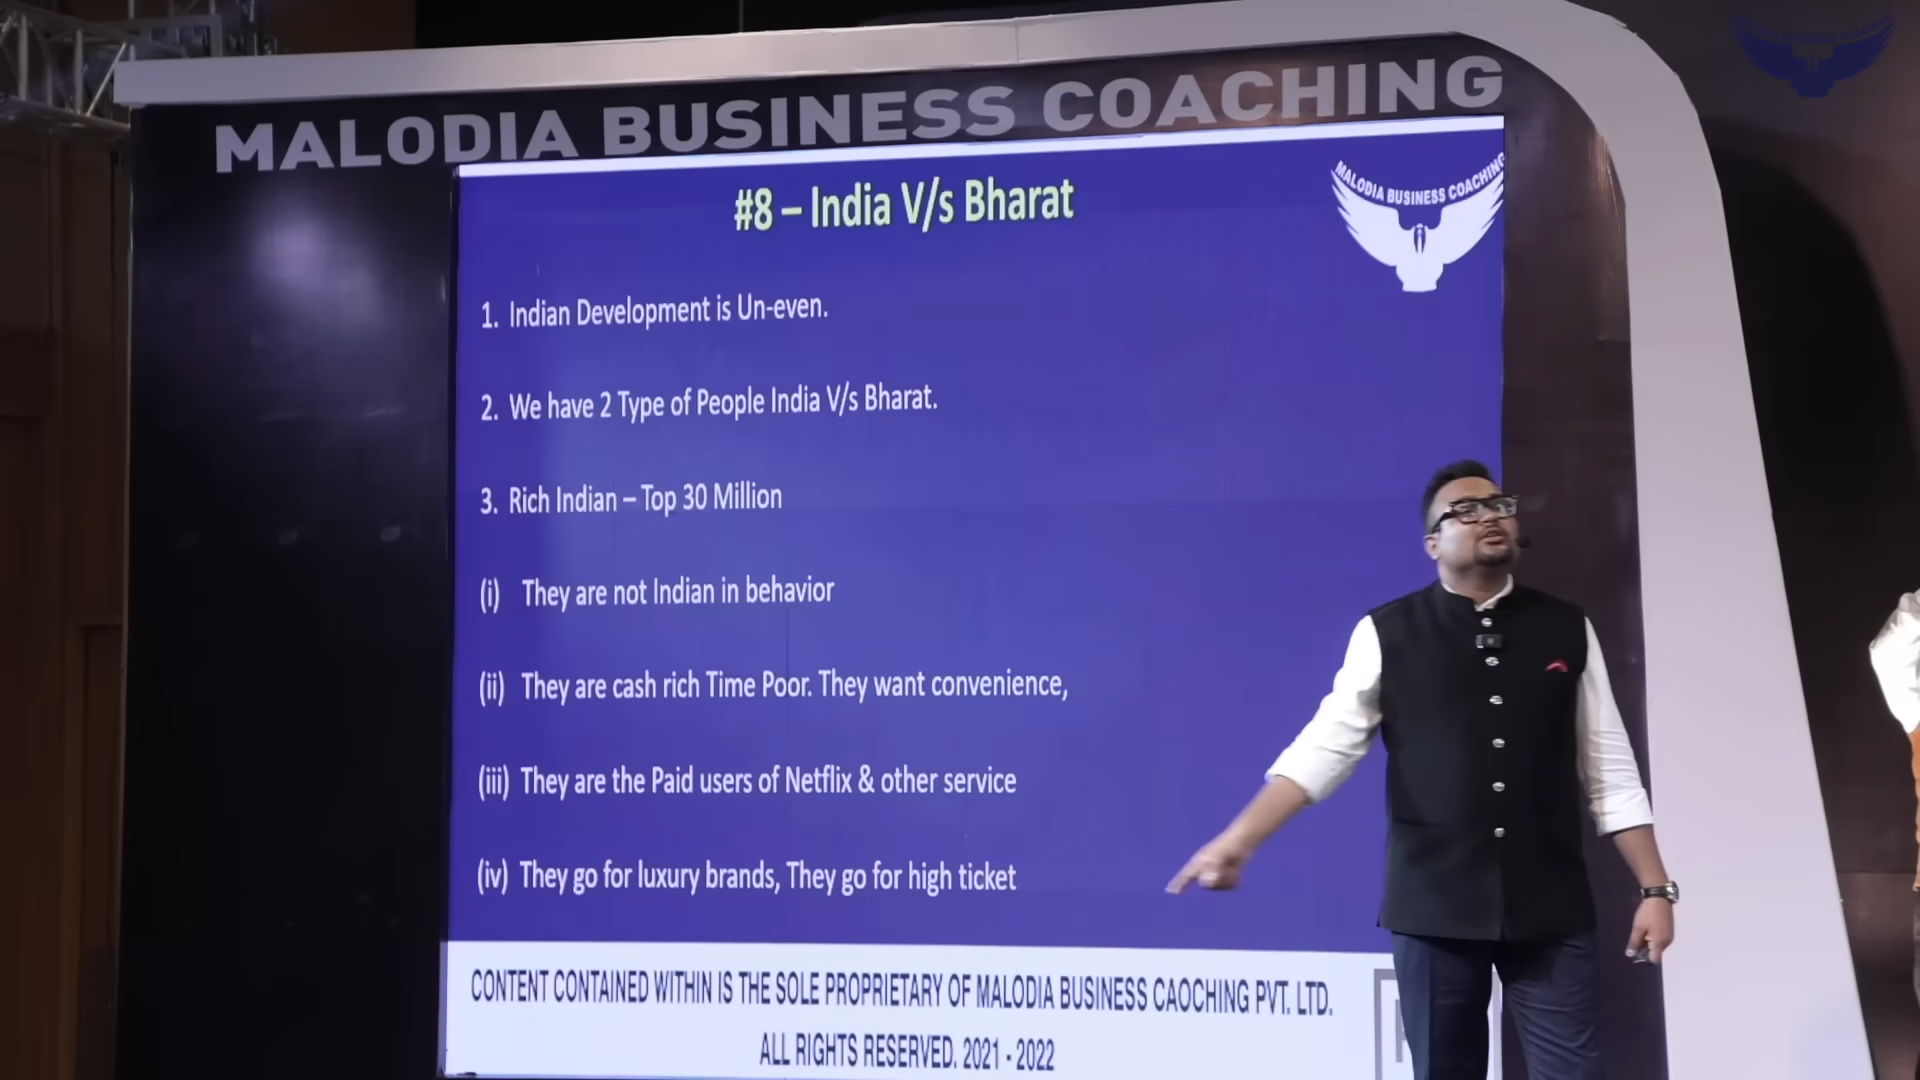 MALODIA BUSINESS COACHING
MALODIA BUSINESS COACHING
#8 – India V/s Bharat
1. Indian Development is Un-even.
2. We have 2 Type of People India V/s Bharat.
3. Rich Indian – Top 30 Million
(i) They are not Indian in behavior
(ii) They are cash rich Time Poor. They want convenience,
(iii) They are the Paid users of Netflix & other service
(iv) They go for luxury brands, They go for high ticket
CONTENT CONTAINED WITHIN IS THE SOLE PROPRIETARY OF MALODIA BUSINESS CAOCHING PVT. LTD.
ALL RIGHTS RESERVED. 2021 - 2022